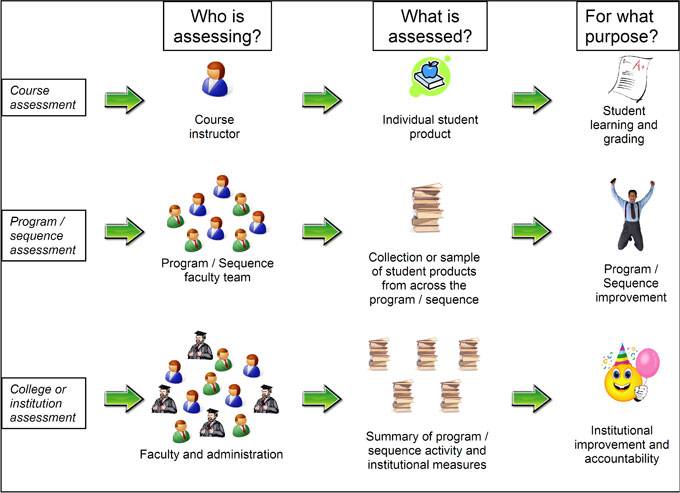 Who is
assessing?
What is
assessed?
For what
purpose?
Course
assessment
Course
instructor
Individual student
product
A+
Student
learning and
grading
Program /
sequence
assessment
Program / Sequence
faculty team
Collection or sample
of student products
from across the
program / sequence
Program /
Sequence
improvement
College or
institution
assessment
Faculty and administration
Summary of program /
sequence activity and
institutional measures
Institutional
improvement and
accountability